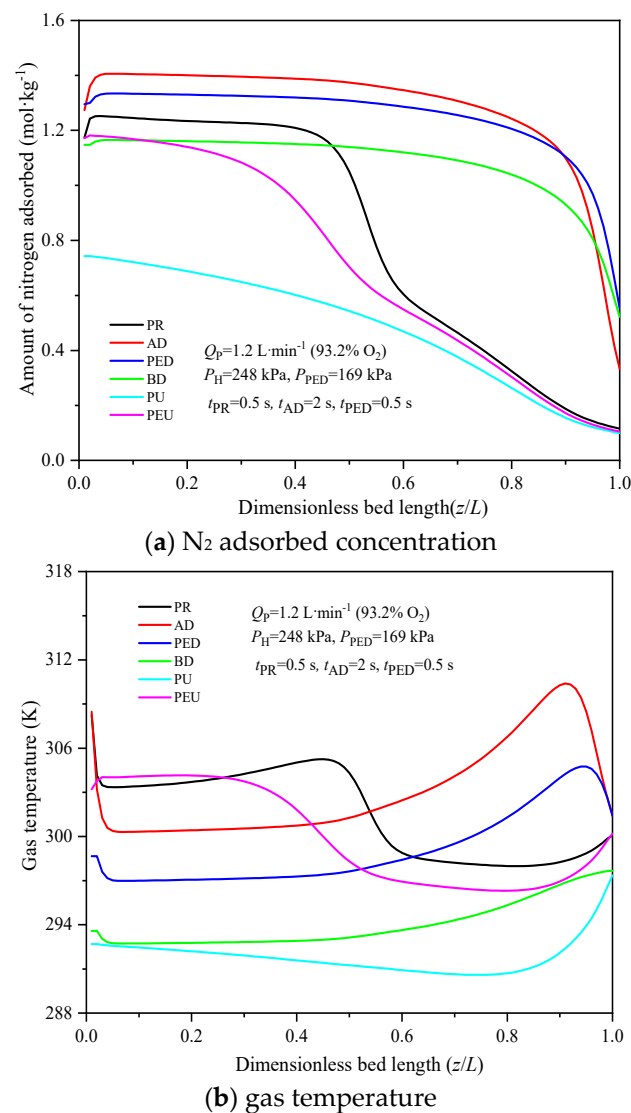 1.6
1.2
0.8
0.4
0.0
Amount of nitrogen adsorbed (mol·kg⁻¹)
PR
AD
PED
BD
PU
PEU
Q_P=1.2 L·min⁻¹ (93.2% O₂)
P_H=248 kPa, P_PED=169 kPa
t_PR=0.5 s, t_AD=2 s, t_PED=0.5 s
0.0 0.2 0.4 0.6 0.8 1.0
Dimensionless bed length(z/L)
(a) N₂ adsorbed concentration
318
312
306
300
294
288
Gas temperature (K)
PR
AD
PED
BD
PU
PEU
Q_P=1.2 L·min⁻¹ (93.2% O₂)
P_H=248 kPa, P_PED=169 kPa
t_PR=0.5 s, t_AD=2 s, t_PED=0.5 s
0.0 0.2 0.4 0.6 0.8 1.0
Dimensionless bed length (z/L)
(b) gas temperature